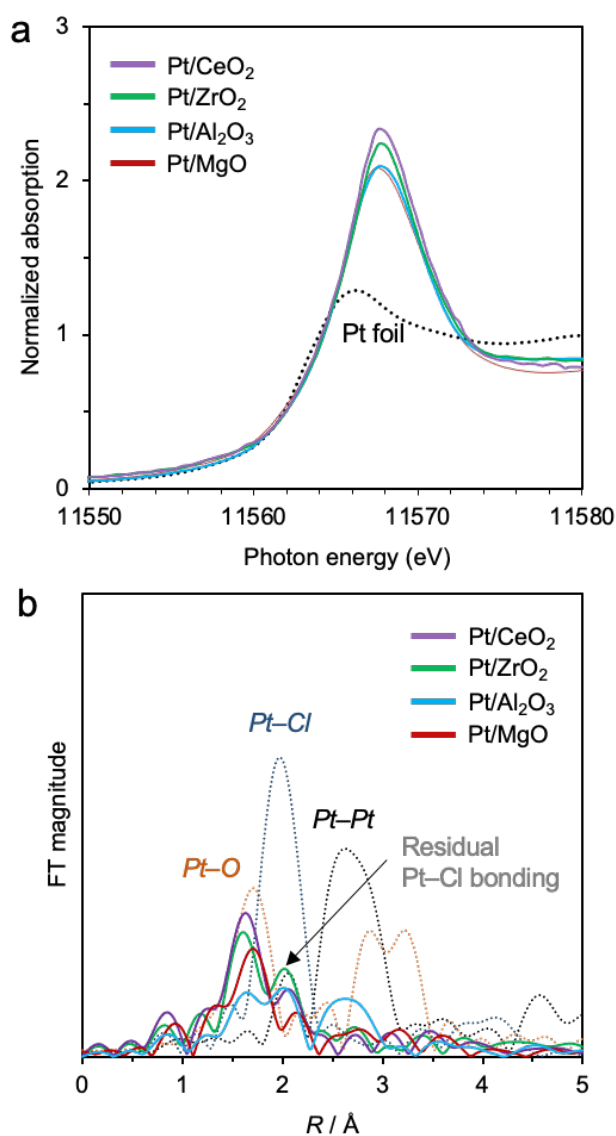 a
3
2
1
0
Normalized absorption
Pt/CeO₂
Pt/ZrO₂
Pt/Al₂O₃
Pt/MgO
Pt foil
11550 11560 11570 11580
Photon energy (eV)
b
FT magnitude
Pt/CeO₂
Pt/ZrO₂
Pt/Al₂O₃
Pt/MgO
Pt–Cl
Pt–Pt
Pt–O
Residual
Pt–Cl bonding
0 1 2 3 4 5
R / Å